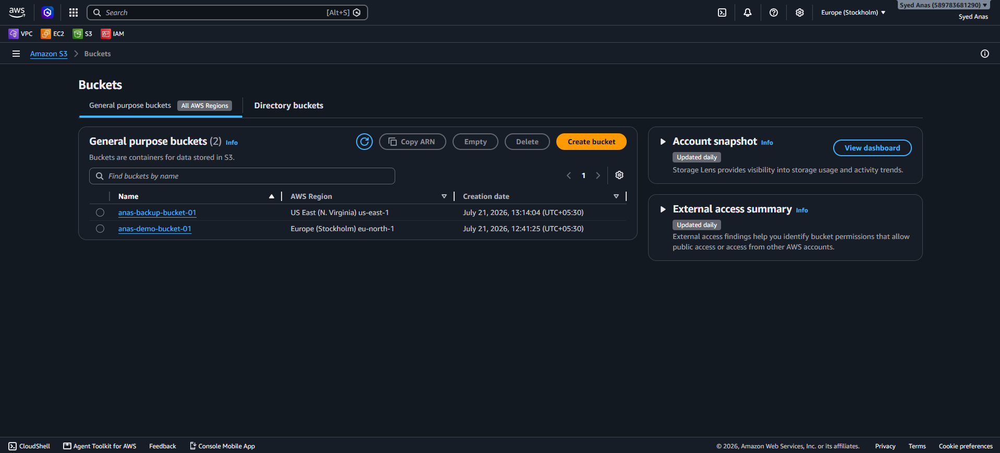 aws
Search [Alt+S]
Europe (Stockholm)
Syed Anas (589783681290)
Syed Anas
VPC EC2 S3 IAM
Amazon S3 Buckets
Buckets
General purpose buckets All AWS Regions Directory buckets
General purpose buckets (2) Info
Copy ARN Empty Delete Create bucket
Buckets are containers for data stored in S3.
Find buckets by name
1
Name AWS Region Creation date
anas-backup-bucket-01 US East (N. Virginia) us-east-1 July 21, 2026, 13:14:04 (UTC+05:30)
anas-demo-bucket-01 Europe (Stockholm) eu-north-1 July 21, 2026, 12:41:25 (UTC+05:30)
Account snapshot Info
View dashboard
Updated daily
Storage Lens provides visibility into storage usage and activity trends.
External access summary Info
Updated daily
External access findings help you identify bucket permissions that allow
public access or access from other AWS accounts.
CloudShell Agent Toolkit for AWS Feedback Console Mobile App © 2026, Amazon Web Services, Inc. or its affiliates. Privacy Terms Cookie preferences